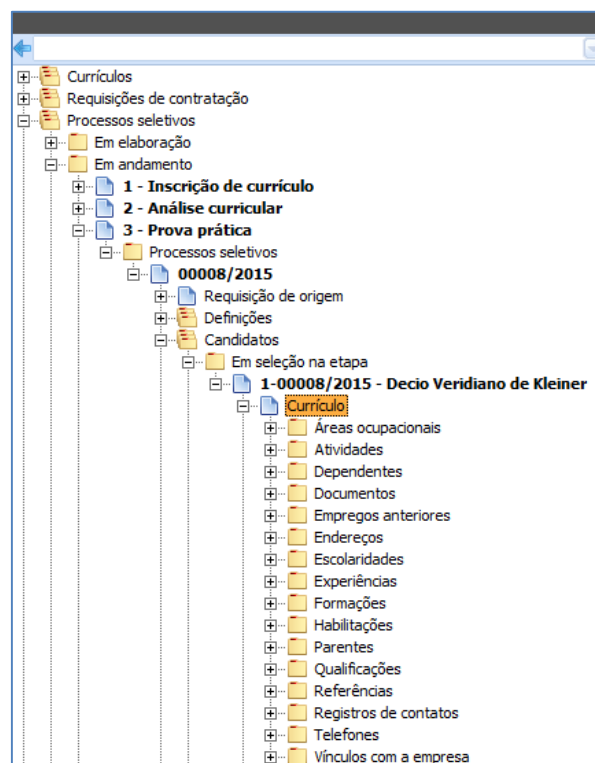 Currículos
Requisições de contratação
Processos seletivos
Em elaboração
Em andamento
1 - Inscrição de currículo
2 - Análise curricular
3 - Prova prática
Processos seletivos
00008/2015
Requisição de origem
Definições
Candidatos
Em seleção na etapa
1-00008/2015 - Decio Veridiano de Kleiner
Currículo
Áreas ocupacionais
Atividades
Dependentes
Documentos
Empregos anteriores
Endereços
Escolaridades
Experiências
Formações
Habilitações
Parentes
Qualificações
Referências
Registros de contatos
Telefones
Vínculos com a empresa